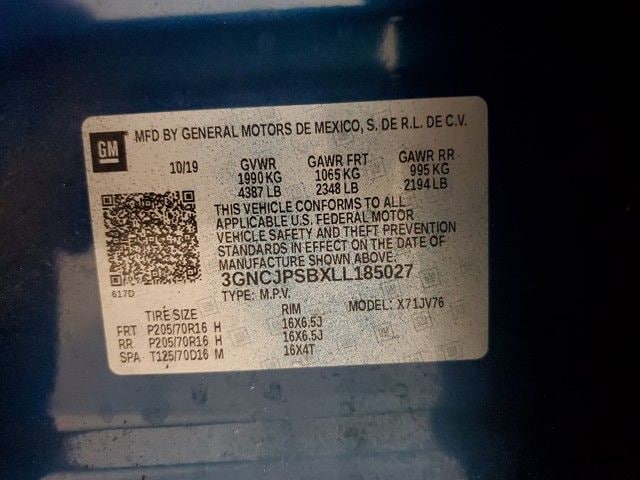 GM
MFD BY GENERAL MOTORS DE MEXICO, S. DE R.L. DE C.V.
10/19 GVWR GAWR FRT GAWR RR
1990 KG 1065 KG 995 KG
4387 LB 2348 LB 2194 LB
THIS VEHICLE CONFORMS TO ALL
APPLICABLE U.S. FEDERAL MOTOR
VEHICLE SAFETY AND THEFT PREVENTION
STANDARDS IN EFFECT ON THE DATE OF
MANUFACTURE SHOWN ABOVE.
3GNCJPSBXLL185027
617D
TYPE: M.P.V. MODEL: X71JV76
TIRE SIZE RIM
FRT P205/70R16 H 16X6.5J
RR P205/70R16 H 16X6.5J
SPA T125/70D16 M 16X4T